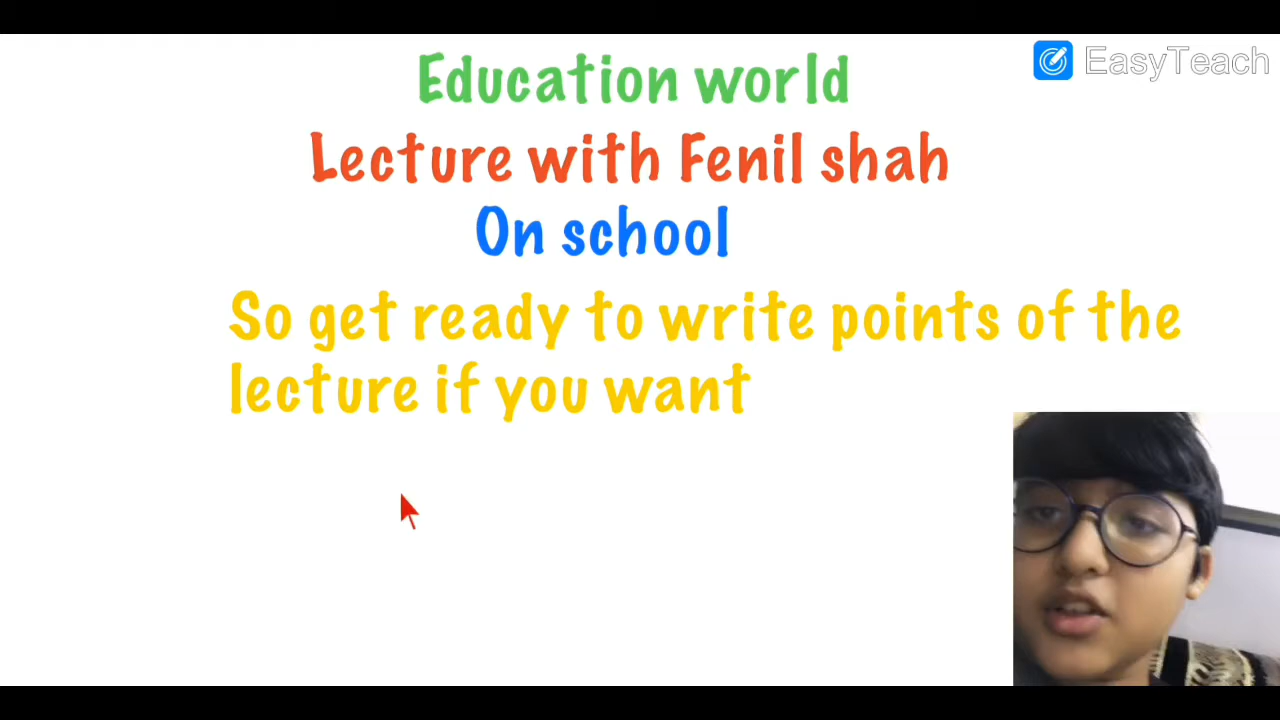 EasyTeach
Education world
Lecture with Fenil shah
On school
So get ready to write points of the
lecture if you want